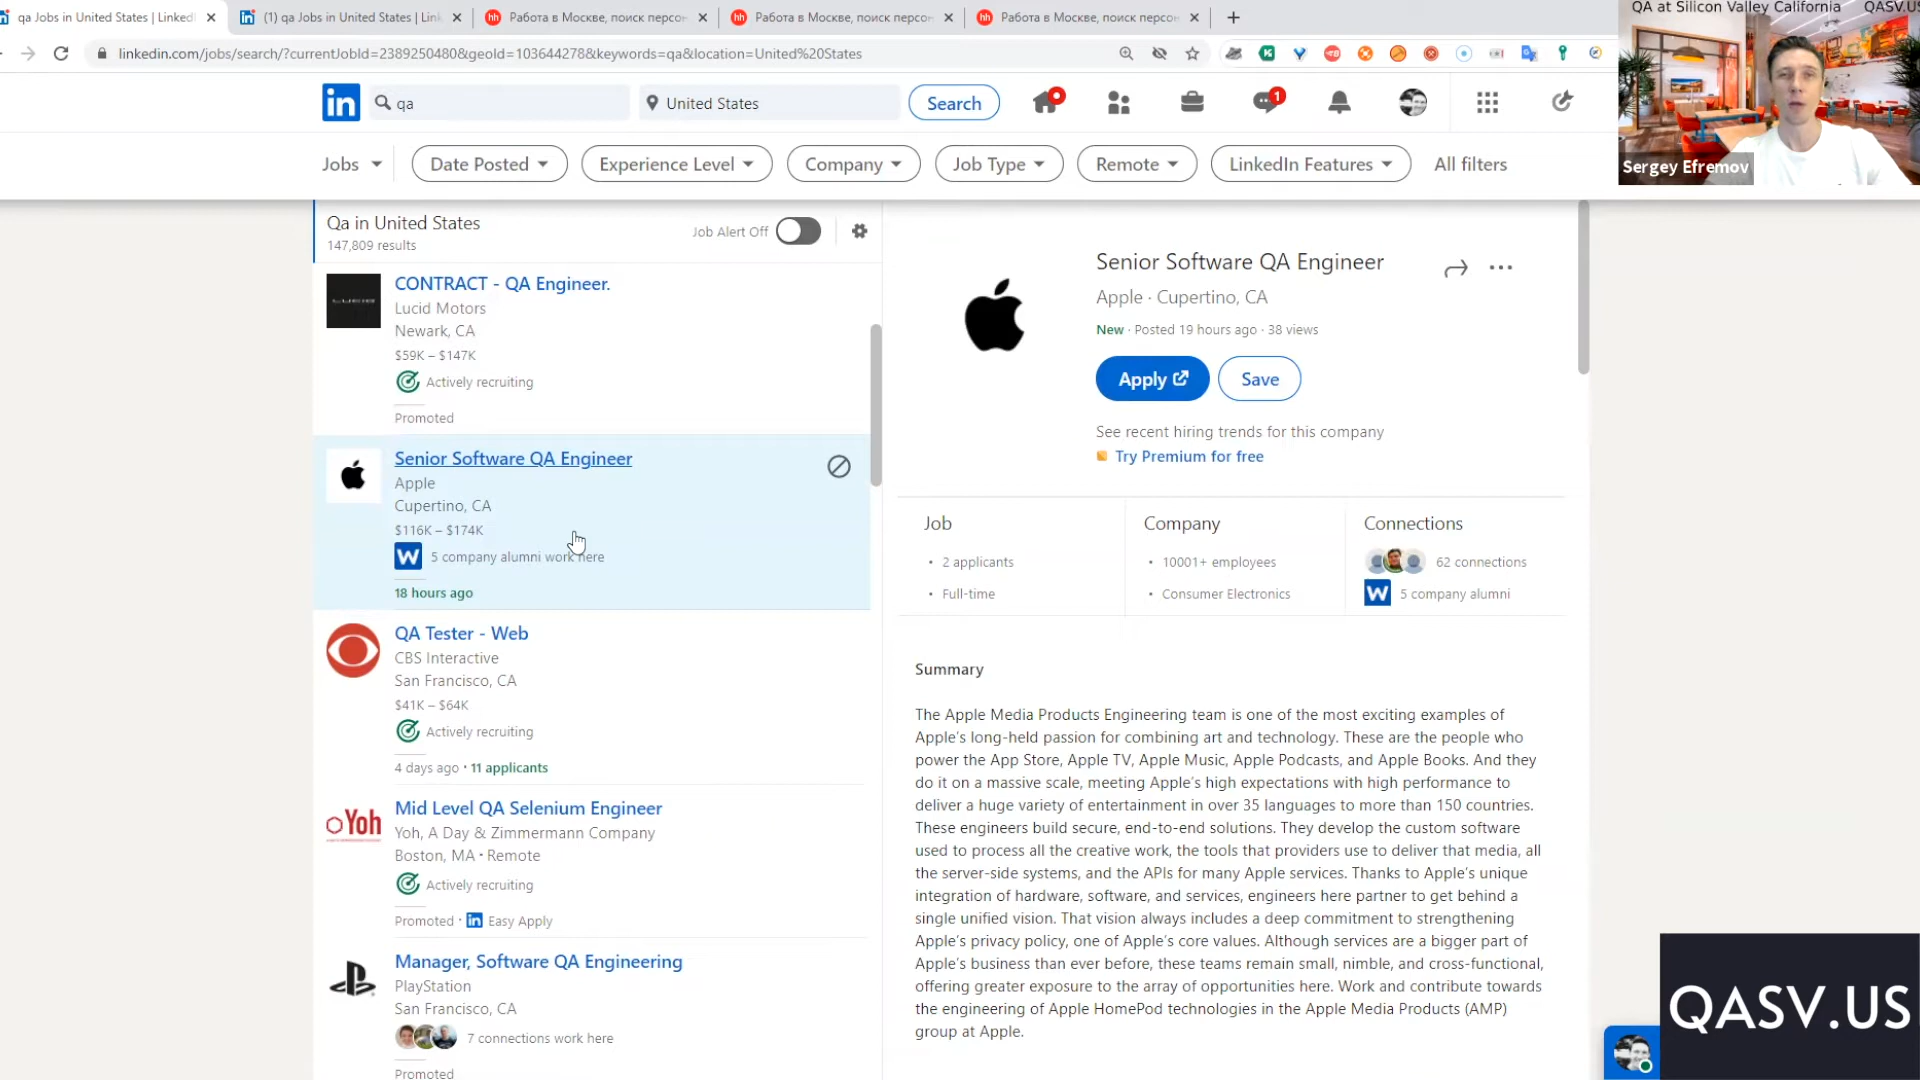 qa Jobs in United States | LinkedI
(1) qa Jobs in United States | Link
Работа в Москве, поиск персон
Работа в Москве, поиск персон
Работа в Москве, поиск персон
linkedin.com/jobs/search/?currentJobId=2389250480&geoId=103644278&keywords=qa&location=United%20States
QA at Silicon Valley California QASV.US
Sergey Efremov
in
qa
United States
Search
1
Jobs
Date Posted
Experience Level
Company
Job Type
Remote
LinkedIn Features
All filters
Qa in United States
147,809 results
Job Alert Off
CONTRACT - QA Engineer.
Lucid Motors
Newark, CA
$59K – $147K
Actively recruiting
Promoted
Senior Software QA Engineer
Apple
Cupertino, CA
$116K – $174K
W 5 company alumni work here
18 hours ago
QA Tester - Web
CBS Interactive
San Francisco, CA
$41K – $64K
Actively recruiting
4 days ago · 11 applicants
Yoh
Mid Level QA Selenium Engineer
Yoh, A Day & Zimmermann Company
Boston, MA · Remote
Actively recruiting
Promoted · in Easy Apply
Manager, Software QA Engineering
PlayStation
San Francisco, CA
7 connections work here
Promoted
Senior Software QA Engineer
Apple · Cupertino, CA
New · Posted 19 hours ago · 38 views
Apply
Save
See recent hiring trends for this company
Try Premium for free
Job
• 2 applicants
• Full-time
Company
• 10001+ employees
• Consumer Electronics
Connections
62 connections
W 5 company alumni
Summary
The Apple Media Products Engineering team is one of the most exciting examples of
Apple's long-held passion for combining art and technology. These are the people who
power the App Store, Apple TV, Apple Music, Apple Podcasts, and Apple Books. And they
do it on a massive scale, meeting Apple's high expectations with high performance to
deliver a huge variety of entertainment in over 35 languages to more than 150 countries.
These engineers build secure, end-to-end solutions. They develop the custom software
used to process all the creative work, the tools that providers use to deliver that media, all
the server-side systems, and the APIs for many Apple services. Thanks to Apple's unique
integration of hardware, software, and services, engineers here partner to get behind a
single unified vision. That vision always includes a deep commitment to strengthening
Apple's privacy policy, one of Apple's core values. Although services are a bigger part of
Apple's business than ever before, these teams remain small, nimble, and cross-functional,
offering greater exposure to the array of opportunities here. Work and contribute towards
the engineering of Apple HomePod technologies in the Apple Media Products (AMP)
group at Apple.
QASV.US